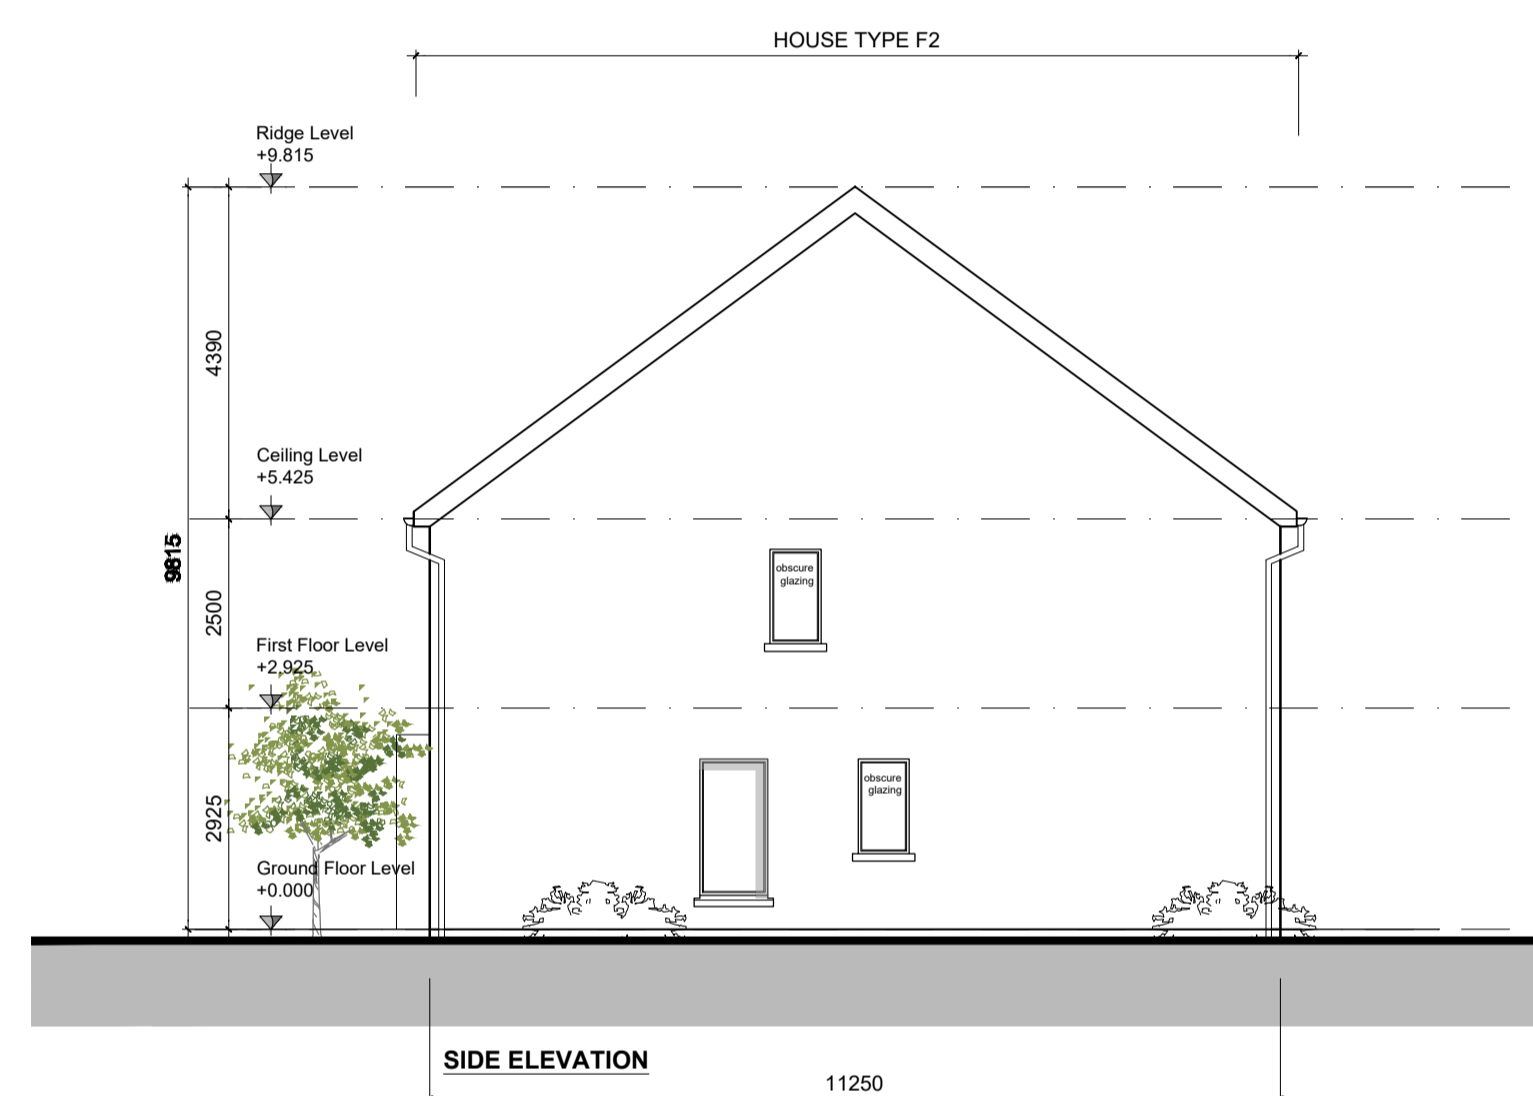 HOUSE TYPE F2
Ridge Level
+9.815
4390
Ceiling Level
+5.425
9815
obscure
glazing
2500
First Floor Level
+2.925
obscure
glazing
2925
Ground Floor Level
+0.000
SIDE ELEVATION
11250